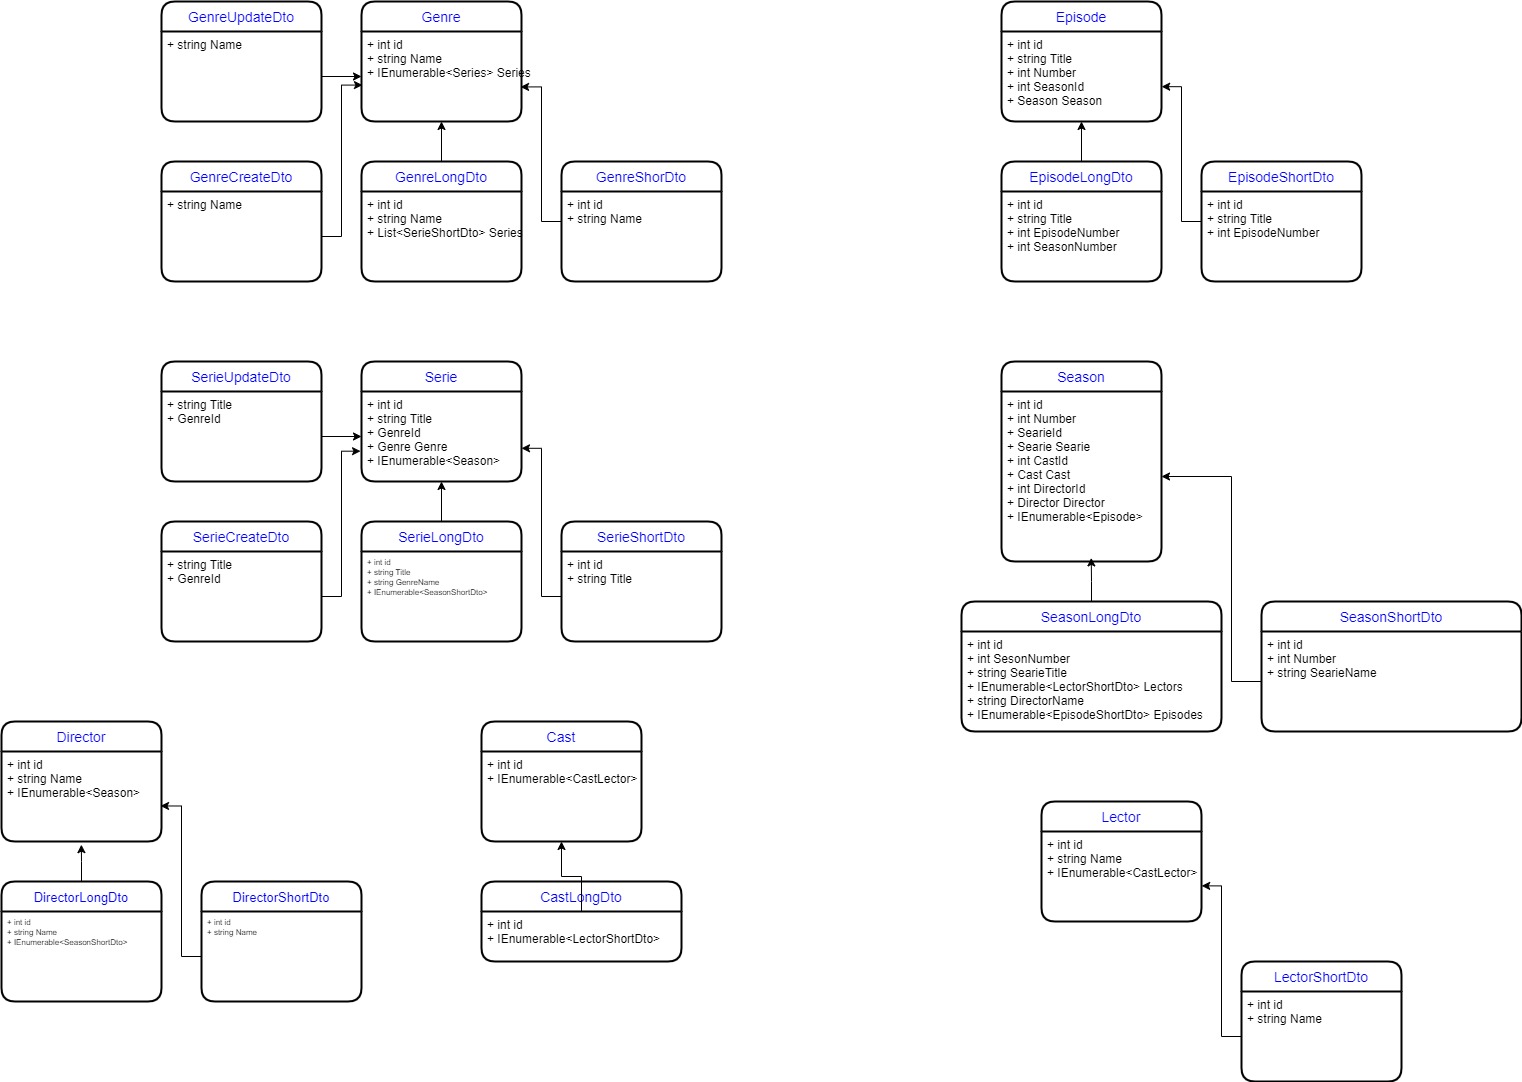 GenreUpdateDto
+ string Name
Genre
+ int id
+ string Name
+ IEnumerable<Series> Series
Episode
+ int id
+ string Title
+ int Number
+ int SeasonId
+ Season Season
GenreCreateDto
+ string Name
GenreLongDto
+ int id
+ string Name
+ List<SerieShortDto> Series
GenreShorDto
+ int id
+ string Name
EpisodeLongDto
+ int id
+ string Title
+ int EpisodeNumber
+ int SeasonNumber
EpisodeShortDto
+ int id
+ string Title
+ int EpisodeNumber
SerieUpdateDto
+ string Title
+ GenreId
Serie
+ int id
+ string Title
+ GenreId
+ Genre Genre
+ IEnumerable<Season>
Season
+ int id
+ int Number
+ SearieId
+ Searie Searie
+ int CastId
+ Cast Cast
+ int DirectorId
+ Director Director
+ IEnumerable<Episode>
SerieCreateDto
+ string Title
+ GenreId
SerieLongDto
+ int id
+ string Title
+ string GenreName
+ IEnumerable<SeasonShortDto>
SerieShortDto
+ int id
+ string Title
SeasonLongDto
+ int id
+ int SesonNumber
+ string SearieTitle
+ IEnumerable<LectorShortDto> Lectors
+ string DirectorName
+ IEnumerable<EpisodeShortDto> Episodes
SeasonShortDto
+ int id
+ int Number
+ string SearieName
Director
+ int id
+ string Name
+ IEnumerable<Season>
Cast
+ int id
+ IEnumerable<CastLector>
Lector
+ int id
+ string Name
+ IEnumerable<CastLector>
DirectorLongDto
+ int id
+ string Name
+ IEnumerable<SeasonShortDto>
DirectorShortDto
+ int id
+ string Name
CastLongDto
+ int id
+ IEnumerable<LectorShortDto>
LectorShortDto
+ int id
+ string Name